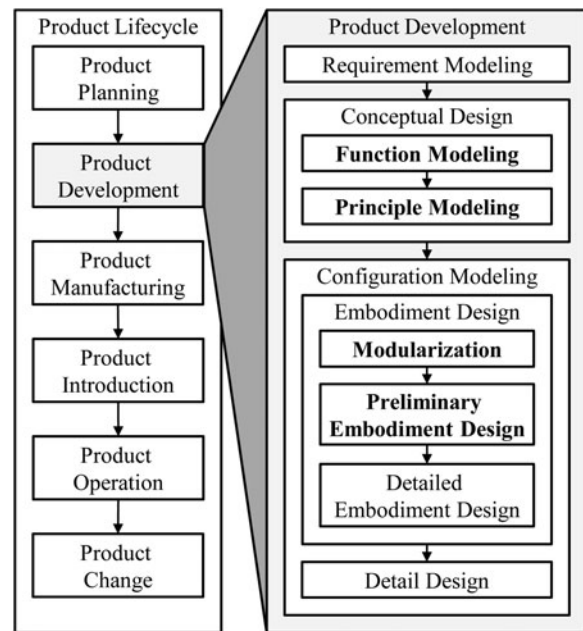 Product Lifecycle
Product
Planning
Product
Development
Product
Manufacturing
Product
Introduction
Product
Operation
Product
Change
Product Development
Requirement Modeling
Conceptual Design
Function Modeling
Principle Modeling
Configuration Modeling
Embodiment Design
Modularization
Preliminary
Embodiment Design
Detailed
Embodiment Design
Detail Design